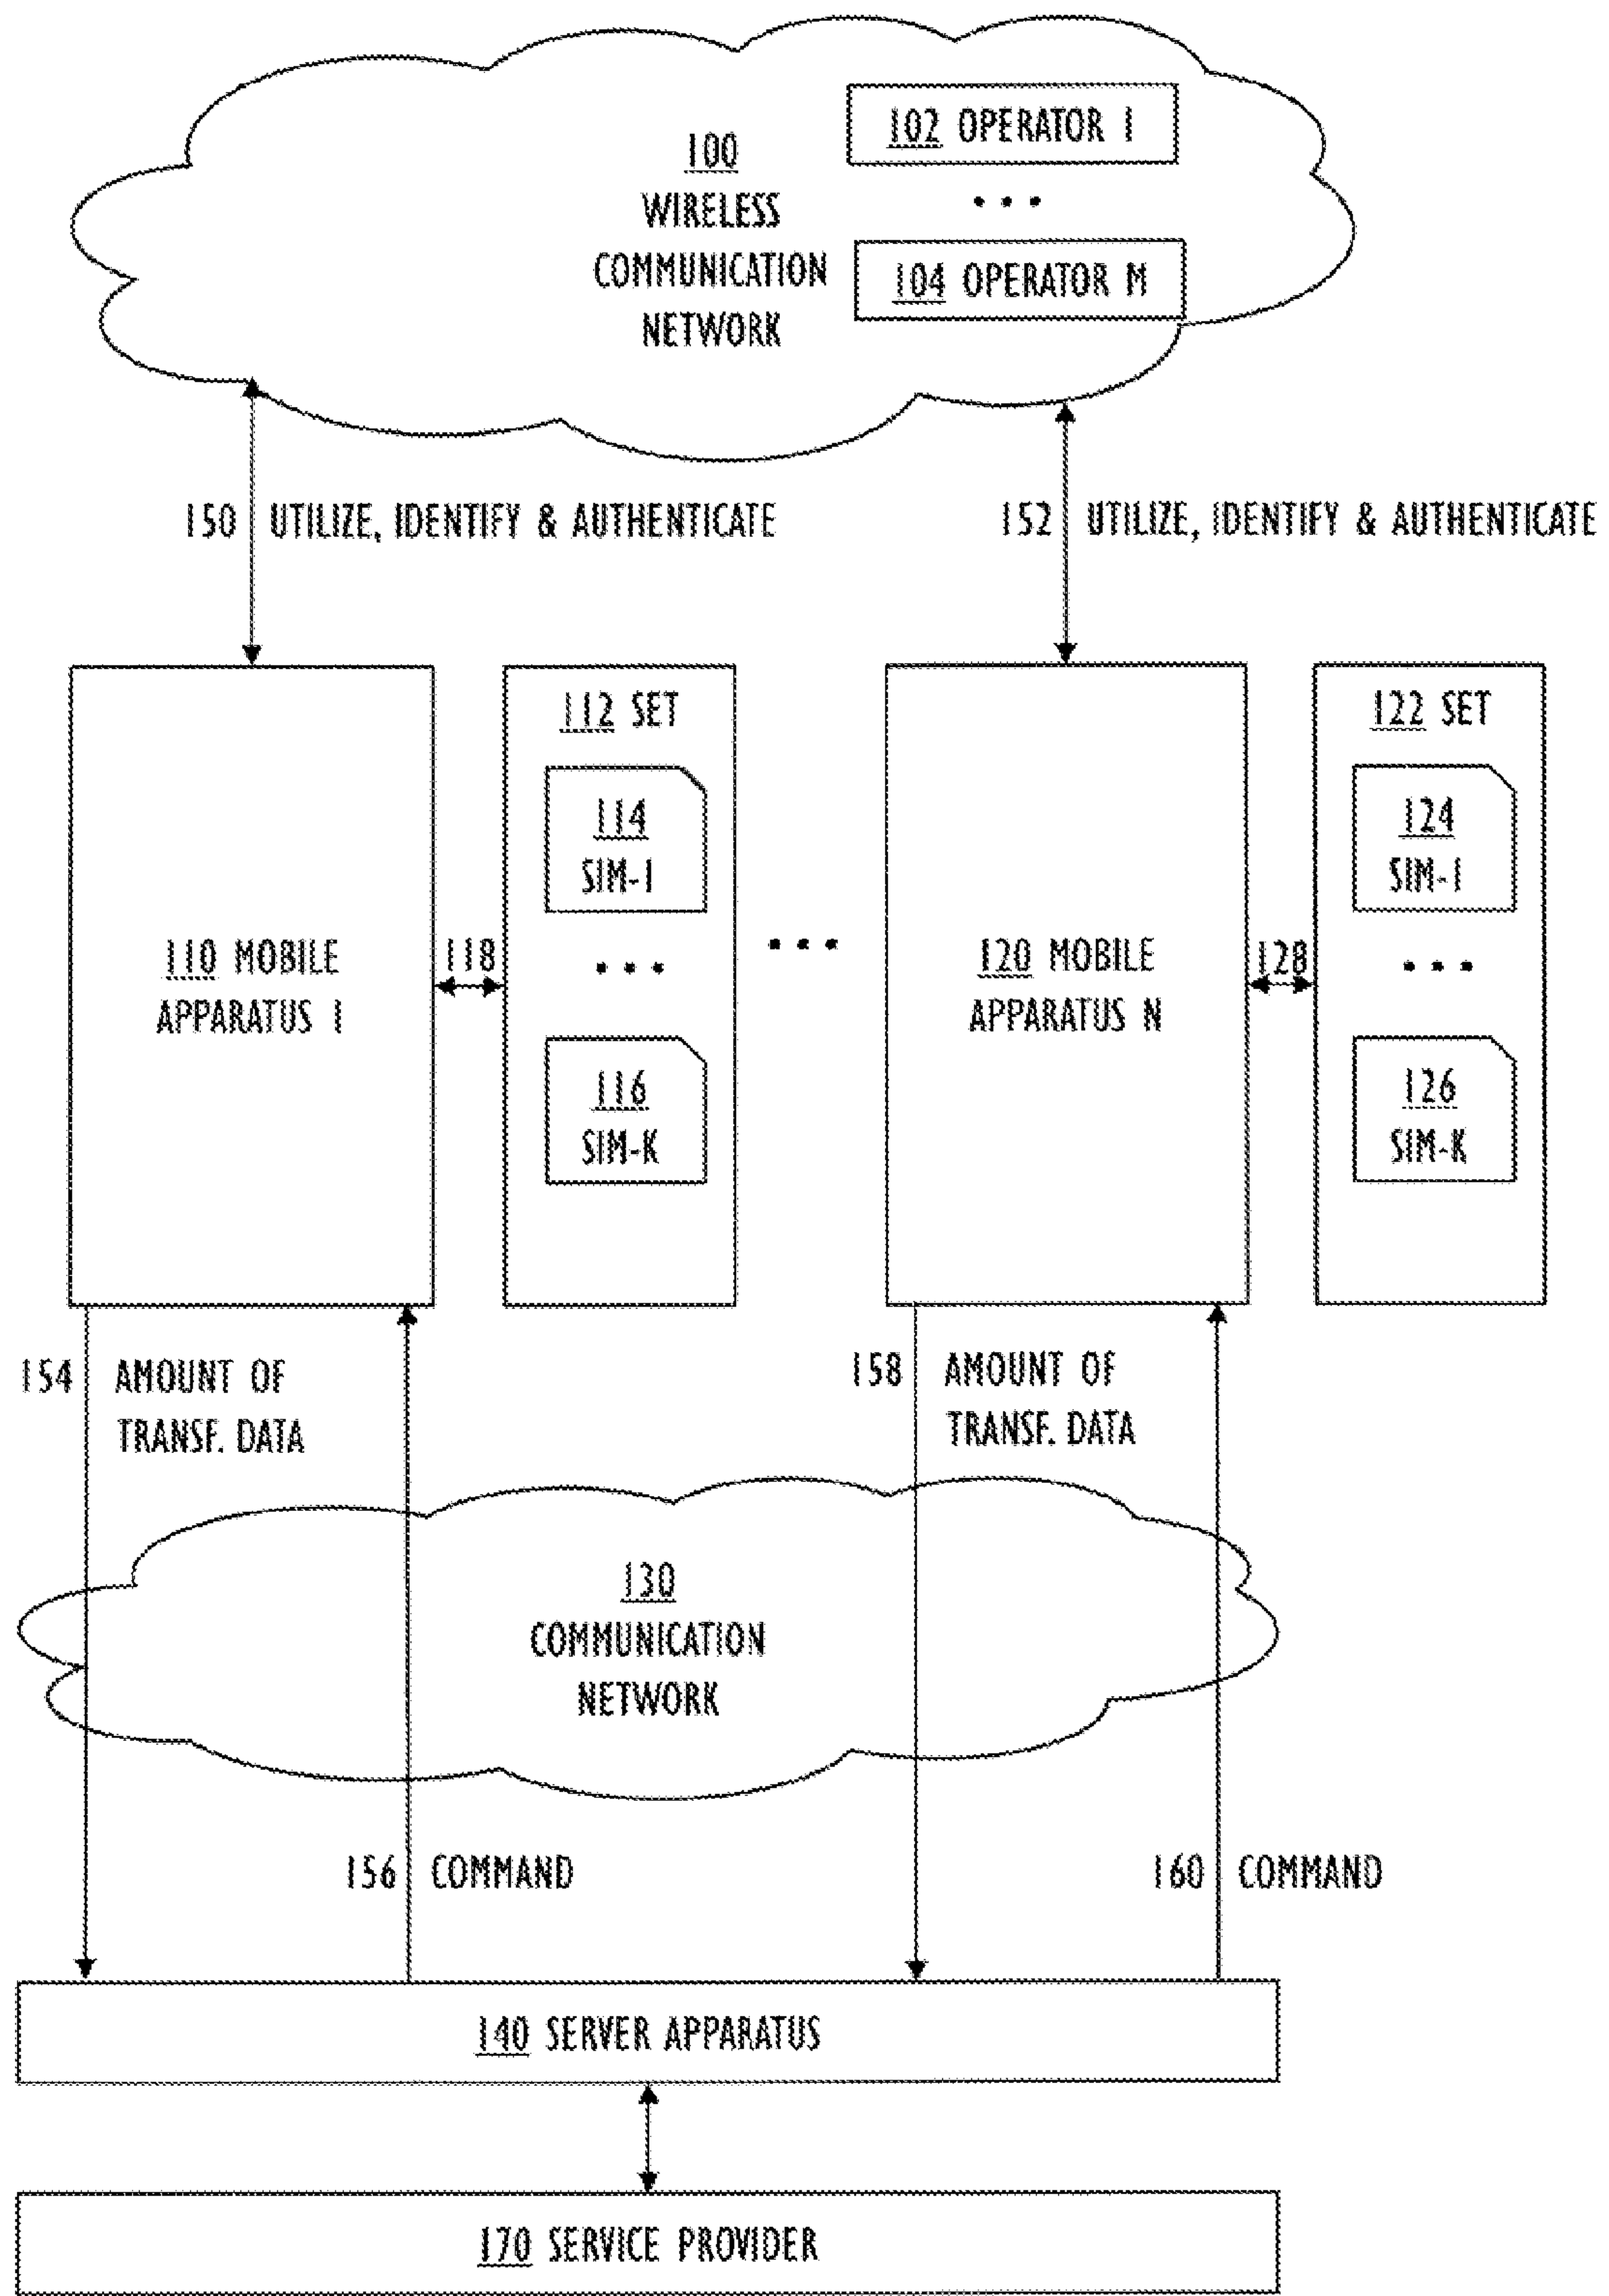 102 OPERATOR 1
100
WIRELESS
COMMUNICATION
NETWORK
...
104 OPERATOR M
150 UTILIZE, IDENTIFY & AUTHENTICATE
152 UTILIZE, IDENTIFY & AUTHENTICATE
110 MOBILE
APPARATUS 1
118
112 SET
114
SIM-1
...
116
SIM-K
...
120 MOBILE
APPARATUS N
128
122 SET
124
SIM-1
...
126
SIM-K
154 AMOUNT OF
TRANSF. DATA
158 AMOUNT OF
TRANSF. DATA
130
COMMUNICATION
NETWORK
156 COMMAND
160 COMMAND
140 SERVER APPARATUS
170 SERVICE PROVIDER